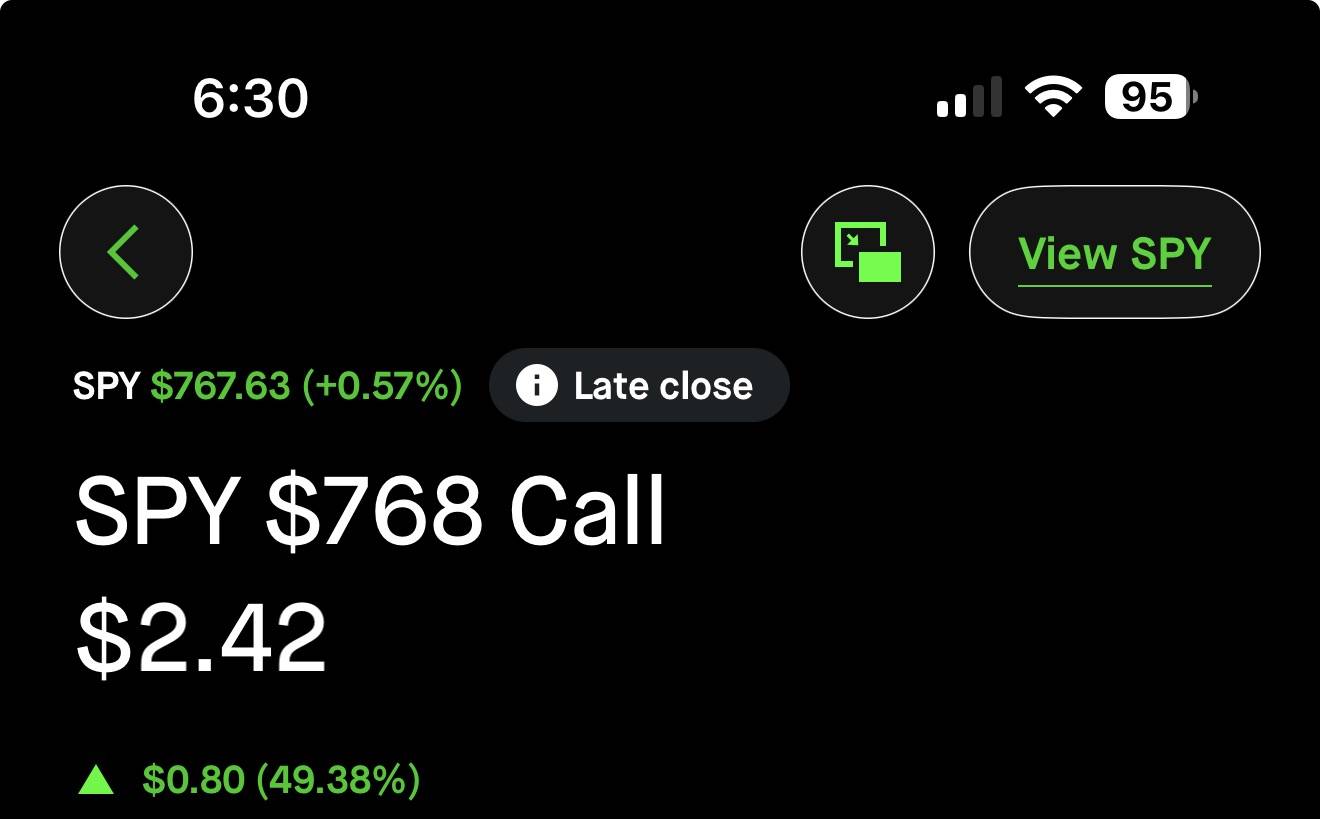 6:30 95
View SPY
SPY $767.63 (+0.57%) Late close
SPY $768 Call
$2.42
$0.80 (49.38%)